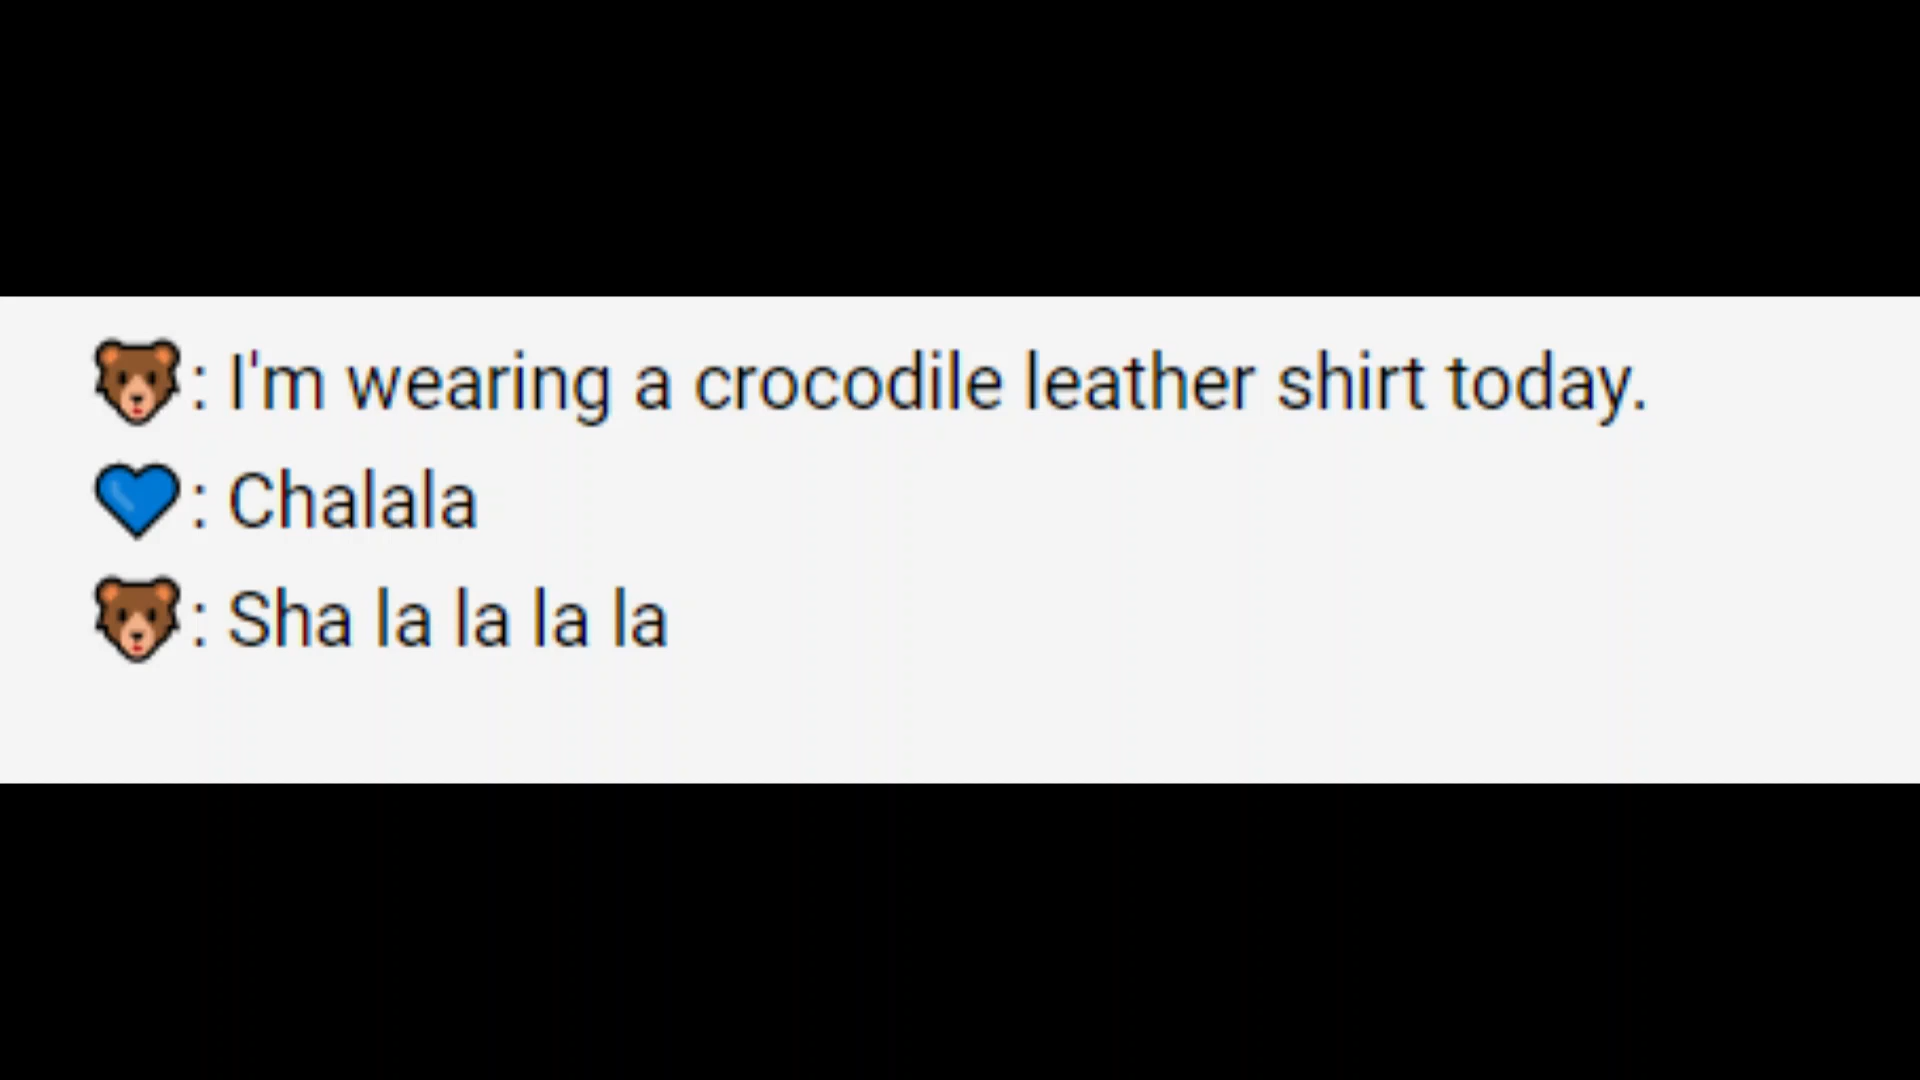 🐻: I'm wearing a crocodile leather shirt today.
💙: Chalala
🐻: Sha la la la la